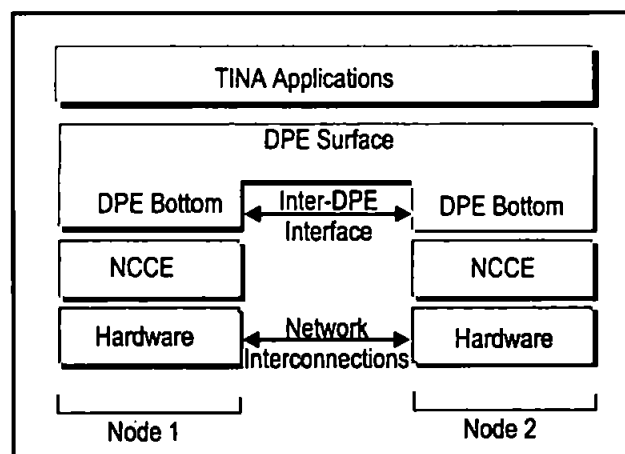 TINA Applications
DPE Surface
DPE Bottom
Inter-DPE
Interface
DPE Bottom
NCCE
NCCE
Hardware
Network
Interconnections
Hardware
Node 1
Node 2